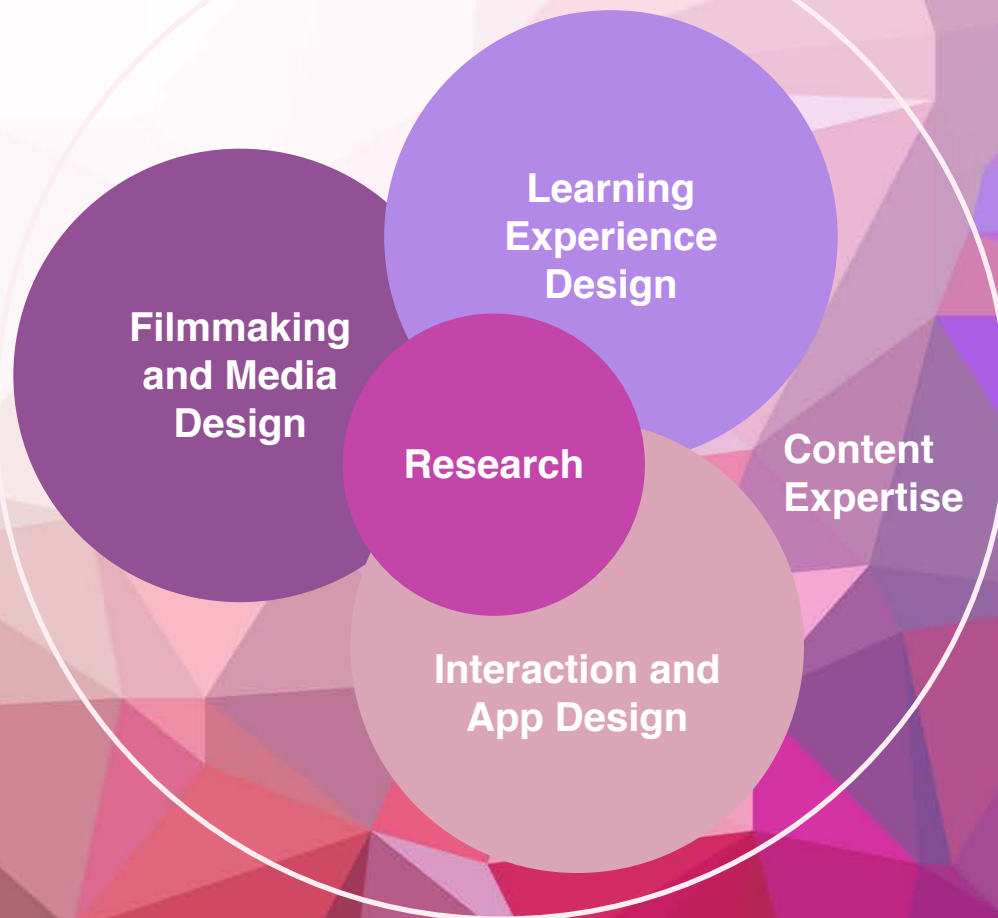 Learning
Experience
Design
Filmmaking
and Media
Design
Research
Content
Expertise
Interaction and
App Design